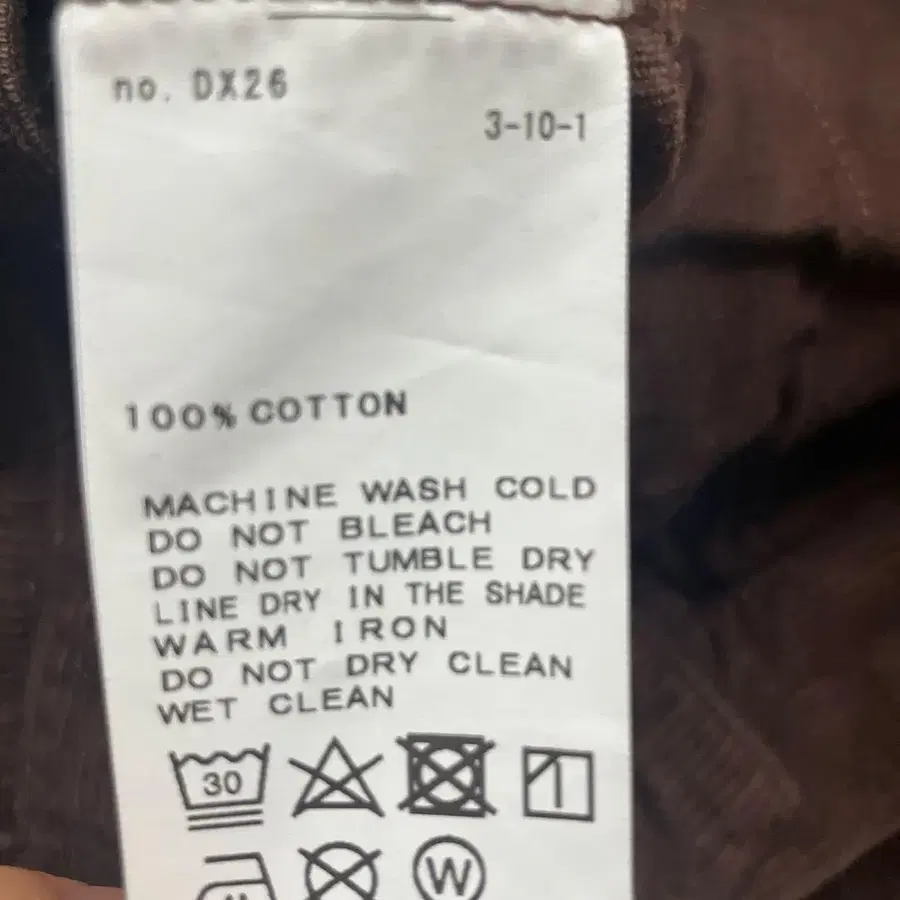 no. DX26
3-10-1
100% COTTON
MACHINE WASH COLD
DO NOT BLEACH
DO NOT TUMBLE DRY
LINE DRY IN THE SHADE
WARM IRON
DO NOT DRY CLEAN
WET CLEAN
30
W